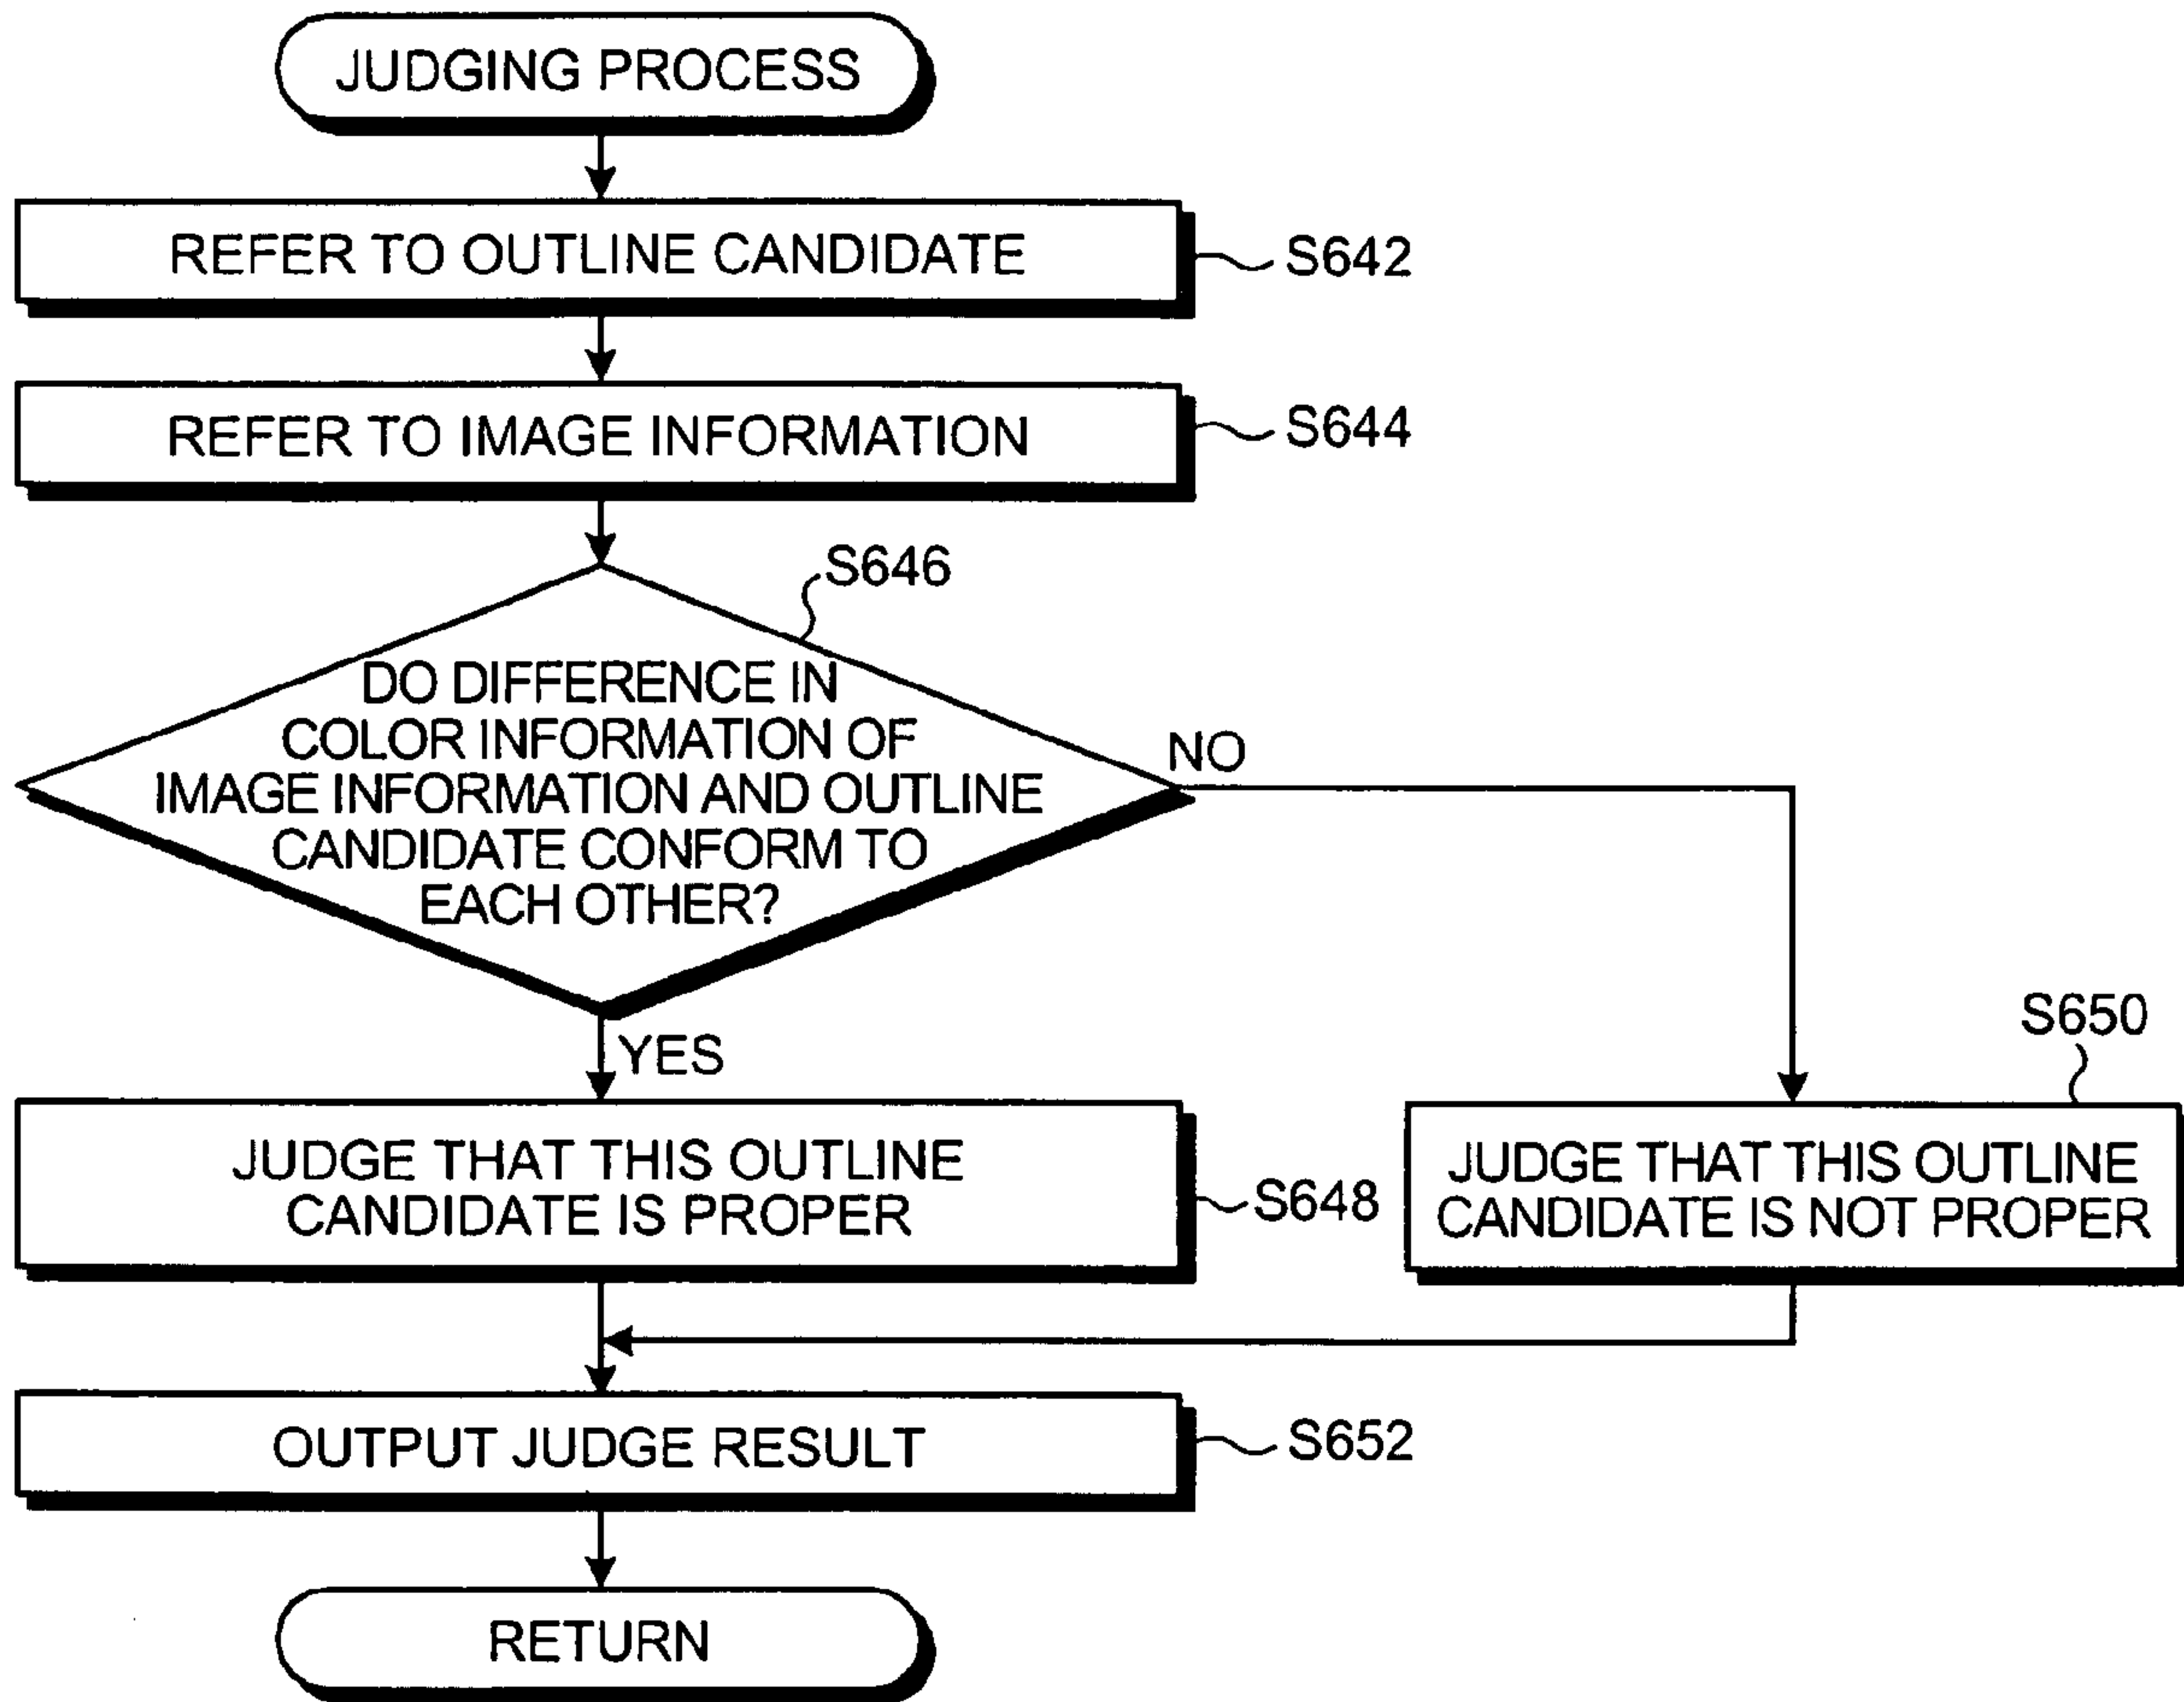 JUDGING PROCESS
REFER TO OUTLINE CANDIDATE
S642
REFER TO IMAGE INFORMATION
S644
S646
DO DIFFERENCE IN
COLOR INFORMATION OF
IMAGE INFORMATION AND OUTLINE
CANDIDATE CONFORM TO
EACH OTHER?
NO
YES
JUDGE THAT THIS OUTLINE
CANDIDATE IS PROPER
S648
S650
JUDGE THAT THIS OUTLINE
CANDIDATE IS NOT PROPER
OUTPUT JUDGE RESULT
S652
RETURN